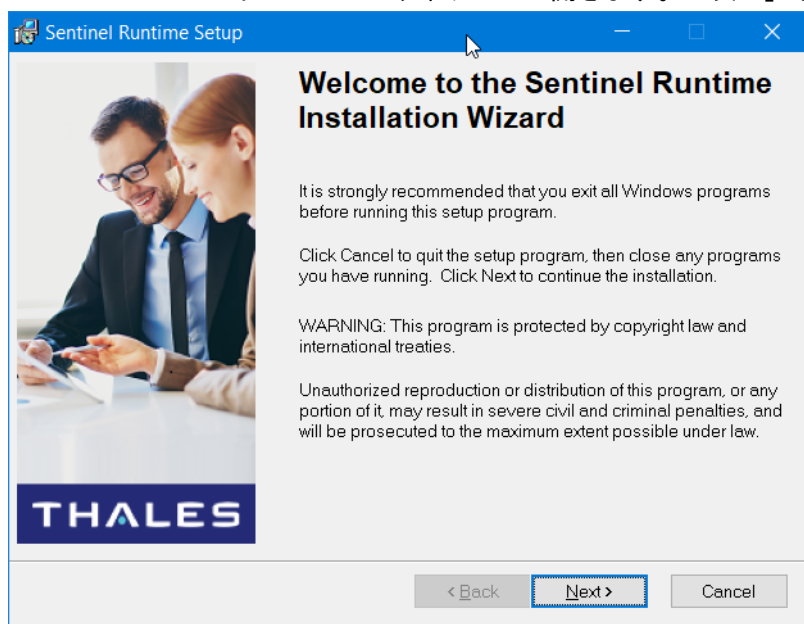 Sentinel Runtime Setup
Welcome to the Sentinel Runtime
Installation Wizard
It is strongly recommended that you exit all Windows programs
before running this setup program.
Click Cancel to quit the setup program, then close any programs
you have running. Click Next to continue the installation.
WARNING: This program is protected by copyright law and
international treaties.
Unauthorized reproduction or distribution of this program, or any
portion of it, may result in severe civil and criminal penalties, and
will be prosecuted to the maximum extent possible under law.
THALES
< Back
Next >
Cancel